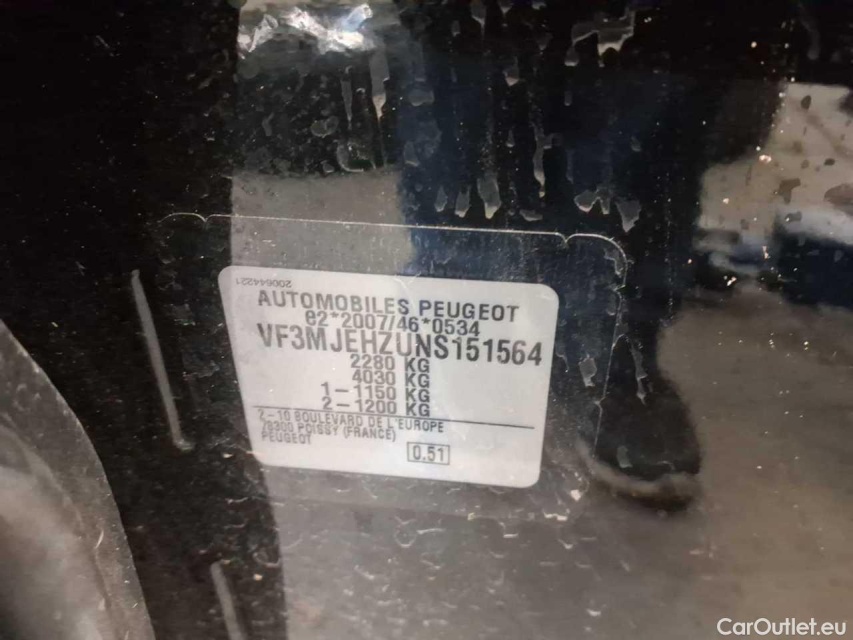 200644221
AUTOMOBILES PEUGEOT
e2*2007/46*0534
VF3MJEHZUNS151564
2280 KG
4030 KG
1-1150 KG
2-1200 KG
2-10 BOULEVARD DE L'EUROPE
78300 POISSY (FRANCE)
PEUGEOT
0.51
CarOutlet.eu